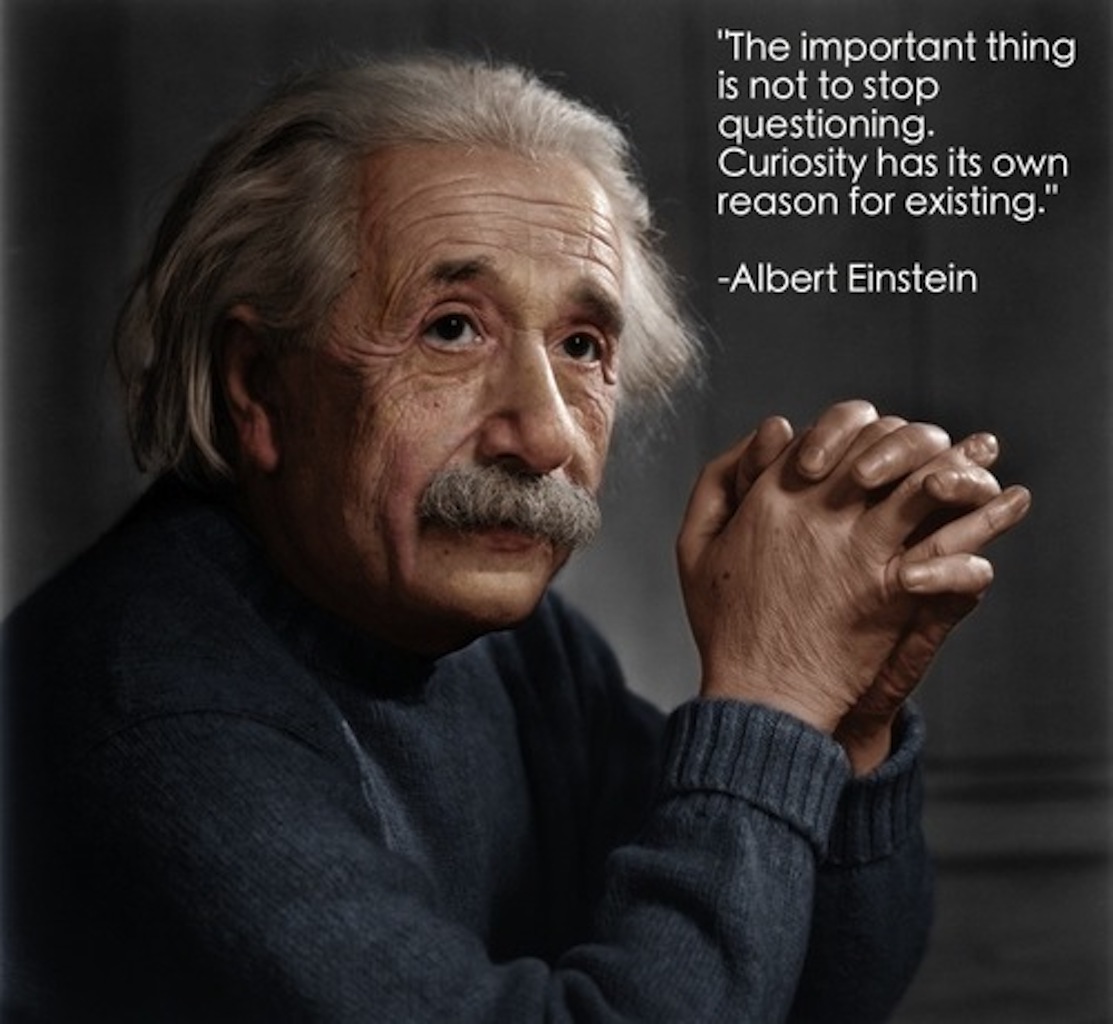 "The important thing
is not to stop
questioning.
Curiosity has its own
reason for existing."
-Albert Einstein